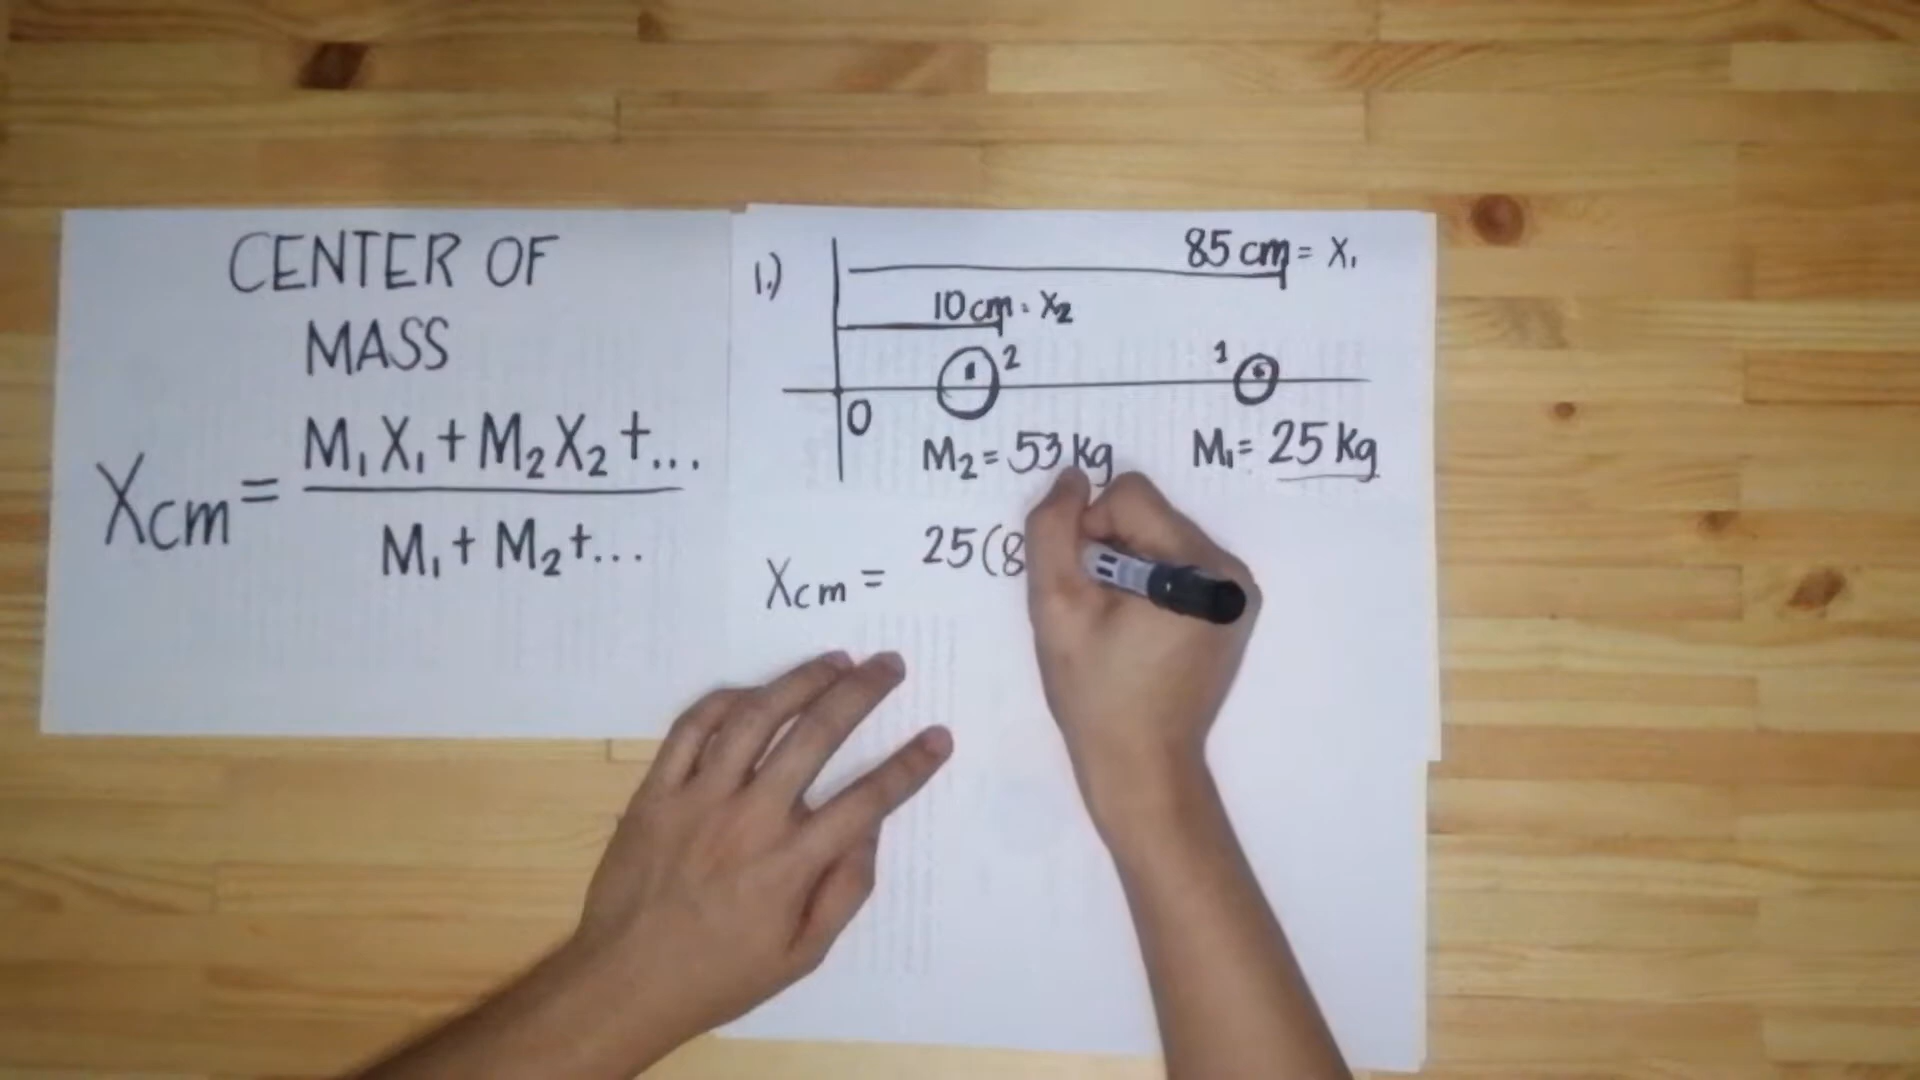 CENTER OF
MASS
Xcm = M₁X₁ + M₂X₂ + ...
M₁ + M₂ + ...
1.)
85 cm = X₁
10 cm = X₂
2
1
0
M₂ = 53 kg
M₁ = 25 kg
Xcm = 25(8